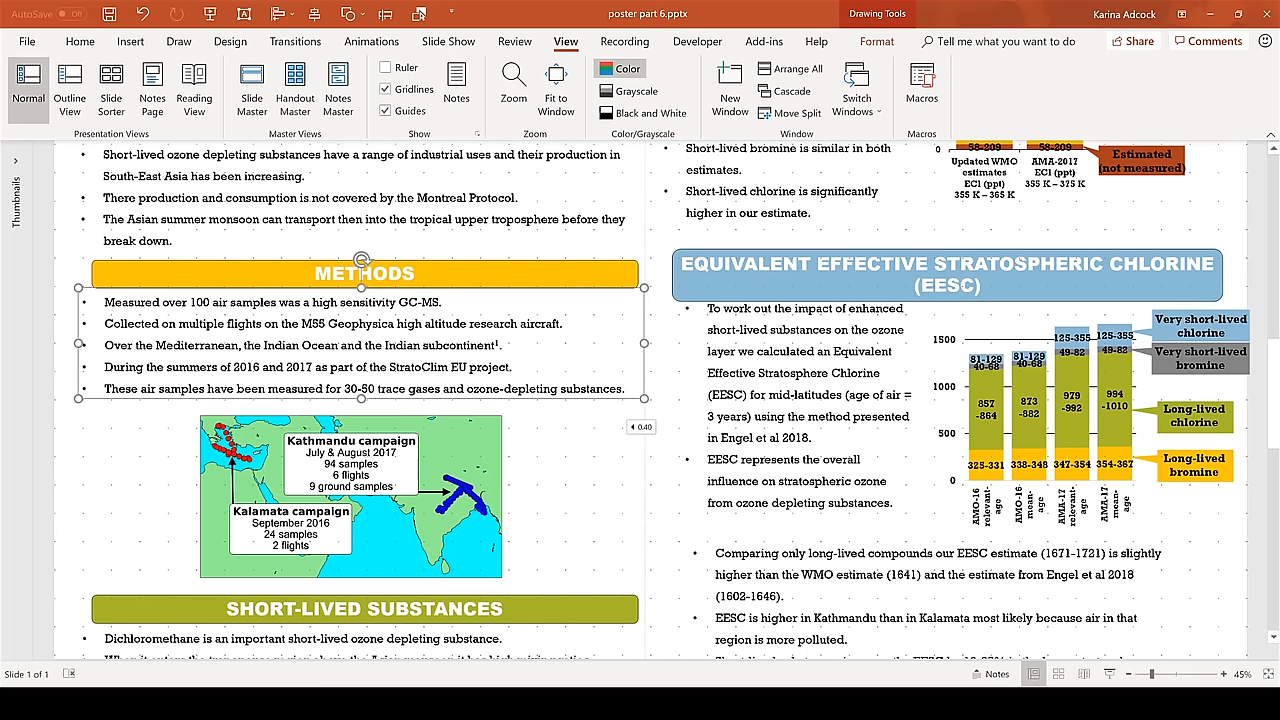 AutoSave Off
poster part 6.pptx
Drawing Tools
Karina Adcock
File Home Insert Draw Design Transitions Animations Slide Show Review View Recording Developer Add-ins Help Format Tell me what you want to do Share Comments
Normal
Outline View
Slide Sorter
Notes Page
Reading View
Presentation Views
Slide Master
Handout Master
Notes Master
Master Views
Ruler
Gridlines
Guides
Notes
Show
Zoom
Fit to Window
Zoom
Color
Grayscale
Black and White
Color/Grayscale
New Window
Arrange All
Cascade
Move Split
Switch Windows
Window
Macros
Macros
Thumbnails
• Short-lived ozone depleting substances have a range of industrial uses and their production in
South-East Asia has been increasing.
• There production and consumption is not covered by the Montreal Protocol.
• The Asian summer monsoon can transport then into the tropical upper troposphere before they
break down.
METHODS
• Measured over 100 air samples was a high sensitivity GC-MS.
• Collected on multiple flights on the M55 Geophysica high altitude research aircraft.
• Over the Mediterranean, the Indian Ocean and the Indian subcontinent¹.
• During the summers of 2016 and 2017 as part of the StratoClim EU project.
• These air samples have been measured for 30-50 trace gases and ozone-depleting substances.
0.40
Kathmandu campaign
July & August 2017
94 samples
6 flights
9 ground samples
Kalamata campaign
September 2016
24 samples
2 flights
SHORT-LIVED SUBSTANCES
• Dichloromethane is an important short-lived ozone depleting substance.
• Short-lived bromine is similar in both
estimates.
• Short-lived chlorine is significantly
higher in our estimate.
0
58-209 58-209
Estimated
(not measured)
Updated WMO
estimates
ECl (ppt)
355 K – 365 K
AMA-2017
ECl (ppt)
355 K – 375 K
EQUIVALENT EFFECTIVE STRATOSPHERIC CHLORINE
(EESC)
• To work out the impact of enhanced
short-lived substances on the ozone
layer we calculated an Equivalent
Effective Stratosphere Chlorine
(EESC) for mid-latitudes (age of air =
3 years) using the method presented
in Engel et al 2018.
• EESC represents the overall
influence on stratospheric ozone
from ozone depleting substances.
1500
1000
500
0
81-129 81-129 125-355 125-355
40-68 40-68 49-82 49-82
857
-864
873
-882
979
-992
994
-1010
325-331 338-348 347-354 354-367
AMO-16
relevant-
age
AMO-16
mean-
age
AMA-17
relevant-
age
AMA-17
mean-
age
Very short-lived
chlorine
Very short-lived
bromine
Long-lived
chlorine
Long-lived
bromine
• Comparing only long-lived compounds our EESC estimate (1671-1721) is slightly
higher than the WMO estimate (1641) and the estimate from Engel et al 2018
(1602-1646).
• EESC is higher in Kathmandu than in Kalamata most likely because air in that
region is more polluted.
Slide 1 of 1
Notes
45%